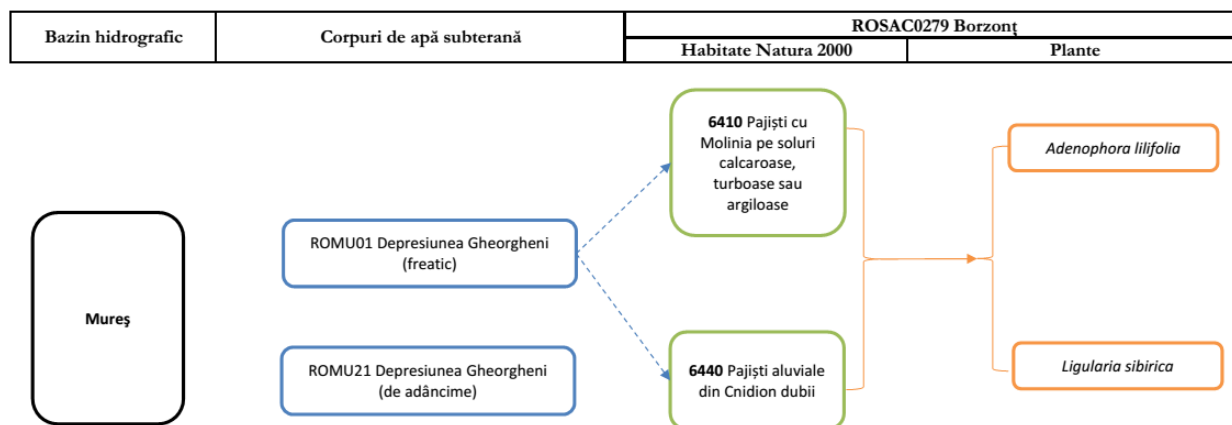 Bazin hidrografic
Corpuri de apă subterană
ROSAC0279 Borzonț
Habitate Natura 2000
Plante
6410 Pajiști cu
Molinia pe soluri
calcaroase,
turboase sau
argiloase
Adenophora lilifolia
ROMU01 Depresiunea Gheorgheni
(freatic)
Mureş
ROMU21 Depresiunea Gheorgheni
(de adâncime)
6440 Pajiști aluviale
din Cnidion dubii
Ligularia sibirica